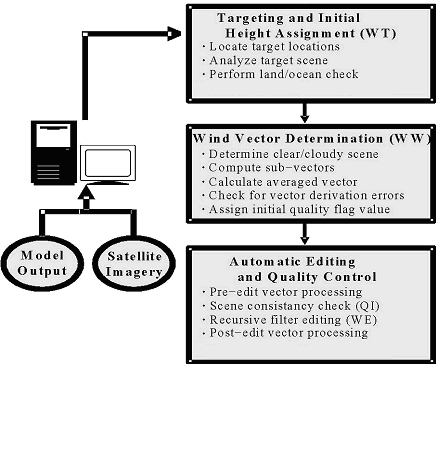 Targeting and Initial
Height Assignment (WT)
· Locate target locations
· Analyze target scene
· Perform land/ocean check
Wind Vector Determination (WW)
· Determine clear/cloudy scene
· Compute sub-vectors
· Calculate averaged vector
· Check for vector derivation errors
· Assign initial quality flag value
Model
Output
Satellite
Imagery
Automatic Editing
and Quality Control
· Pre-edit vector processing
· Scene consistancy check (QI)
· Recursive filter editing (WE)
· Post-edit vector processing